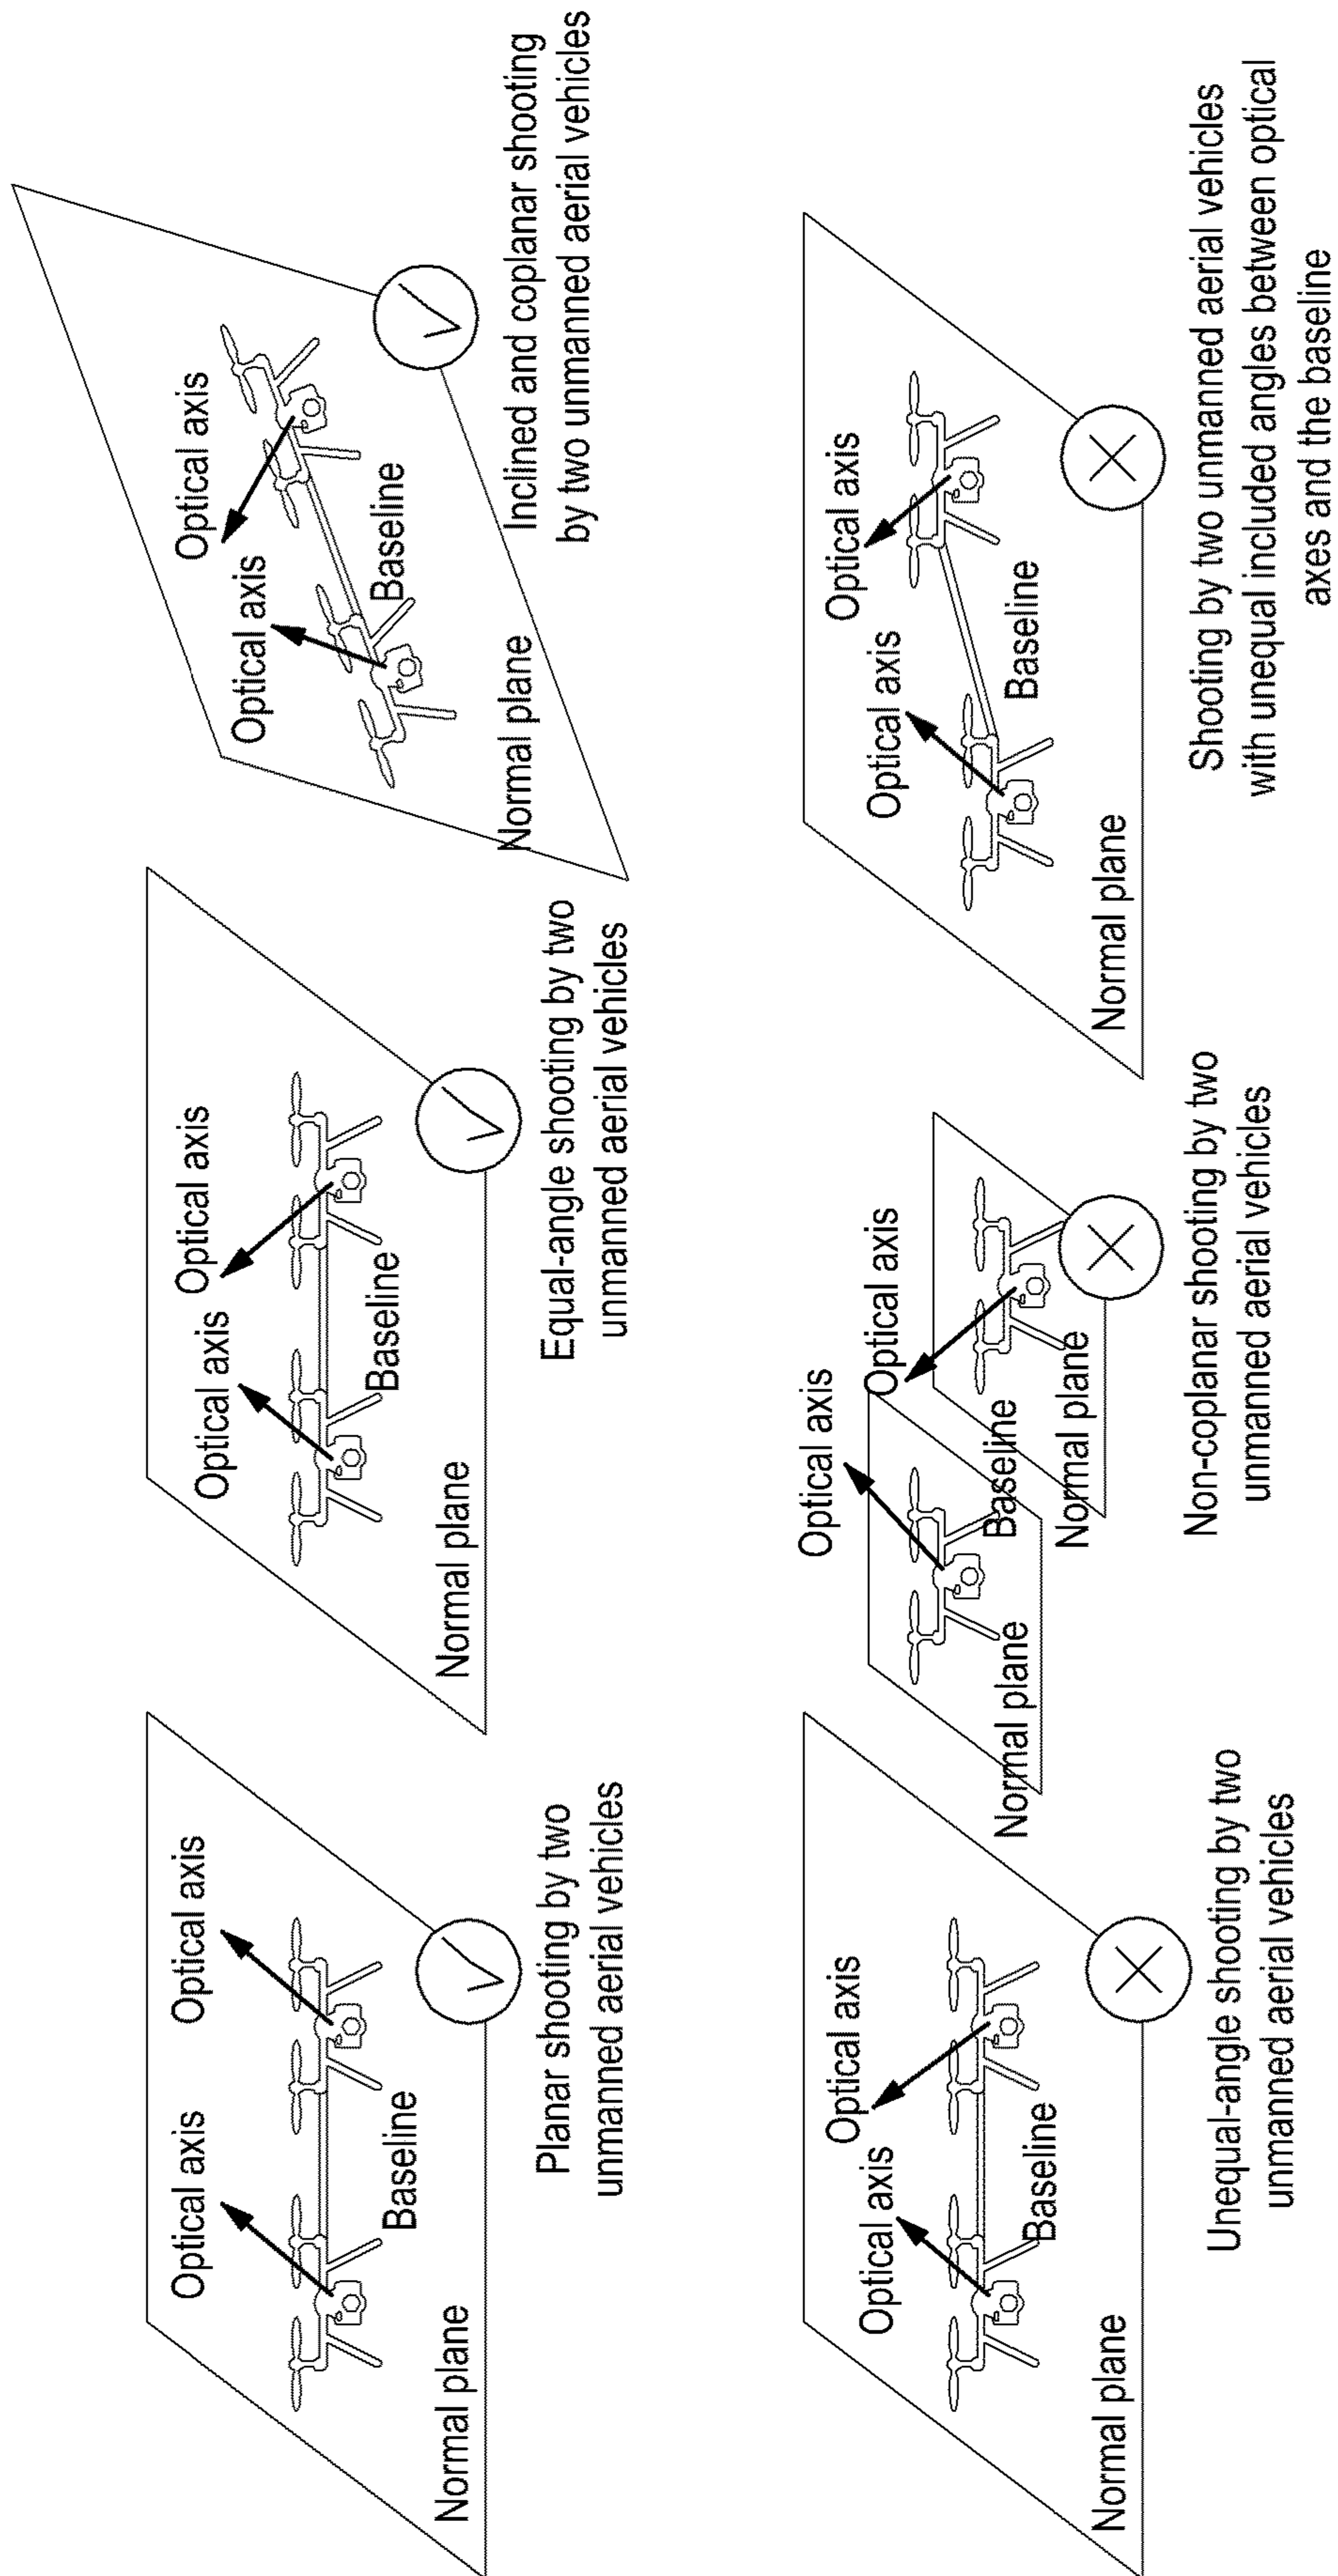 Optical axis
Optical axis
Baseline
Normal plane
Planar shooting by two
unmanned aerial vehicles
Optical axis
Optical axis
Baseline
Normal plane
Equal-angle shooting by two
unmanned aerial vehicles
Optical axis
Optical axis
Baseline
Normal plane
Inclined and coplanar shooting
by two unmanned aerial vehicles
Optical axis
Optical axis
Baseline
Normal plane
Unequal-angle shooting by two
unmanned aerial vehicles
Optical axis
Optical axis
Baseline
Normal plane
Normal plane
Non-coplanar shooting by two
unmanned aerial vehicles
Optical axis
Optical axis
Baseline
Normal plane
Shooting by two unmanned aerial vehicles
with unequal included angles between optical
axes and the baseline